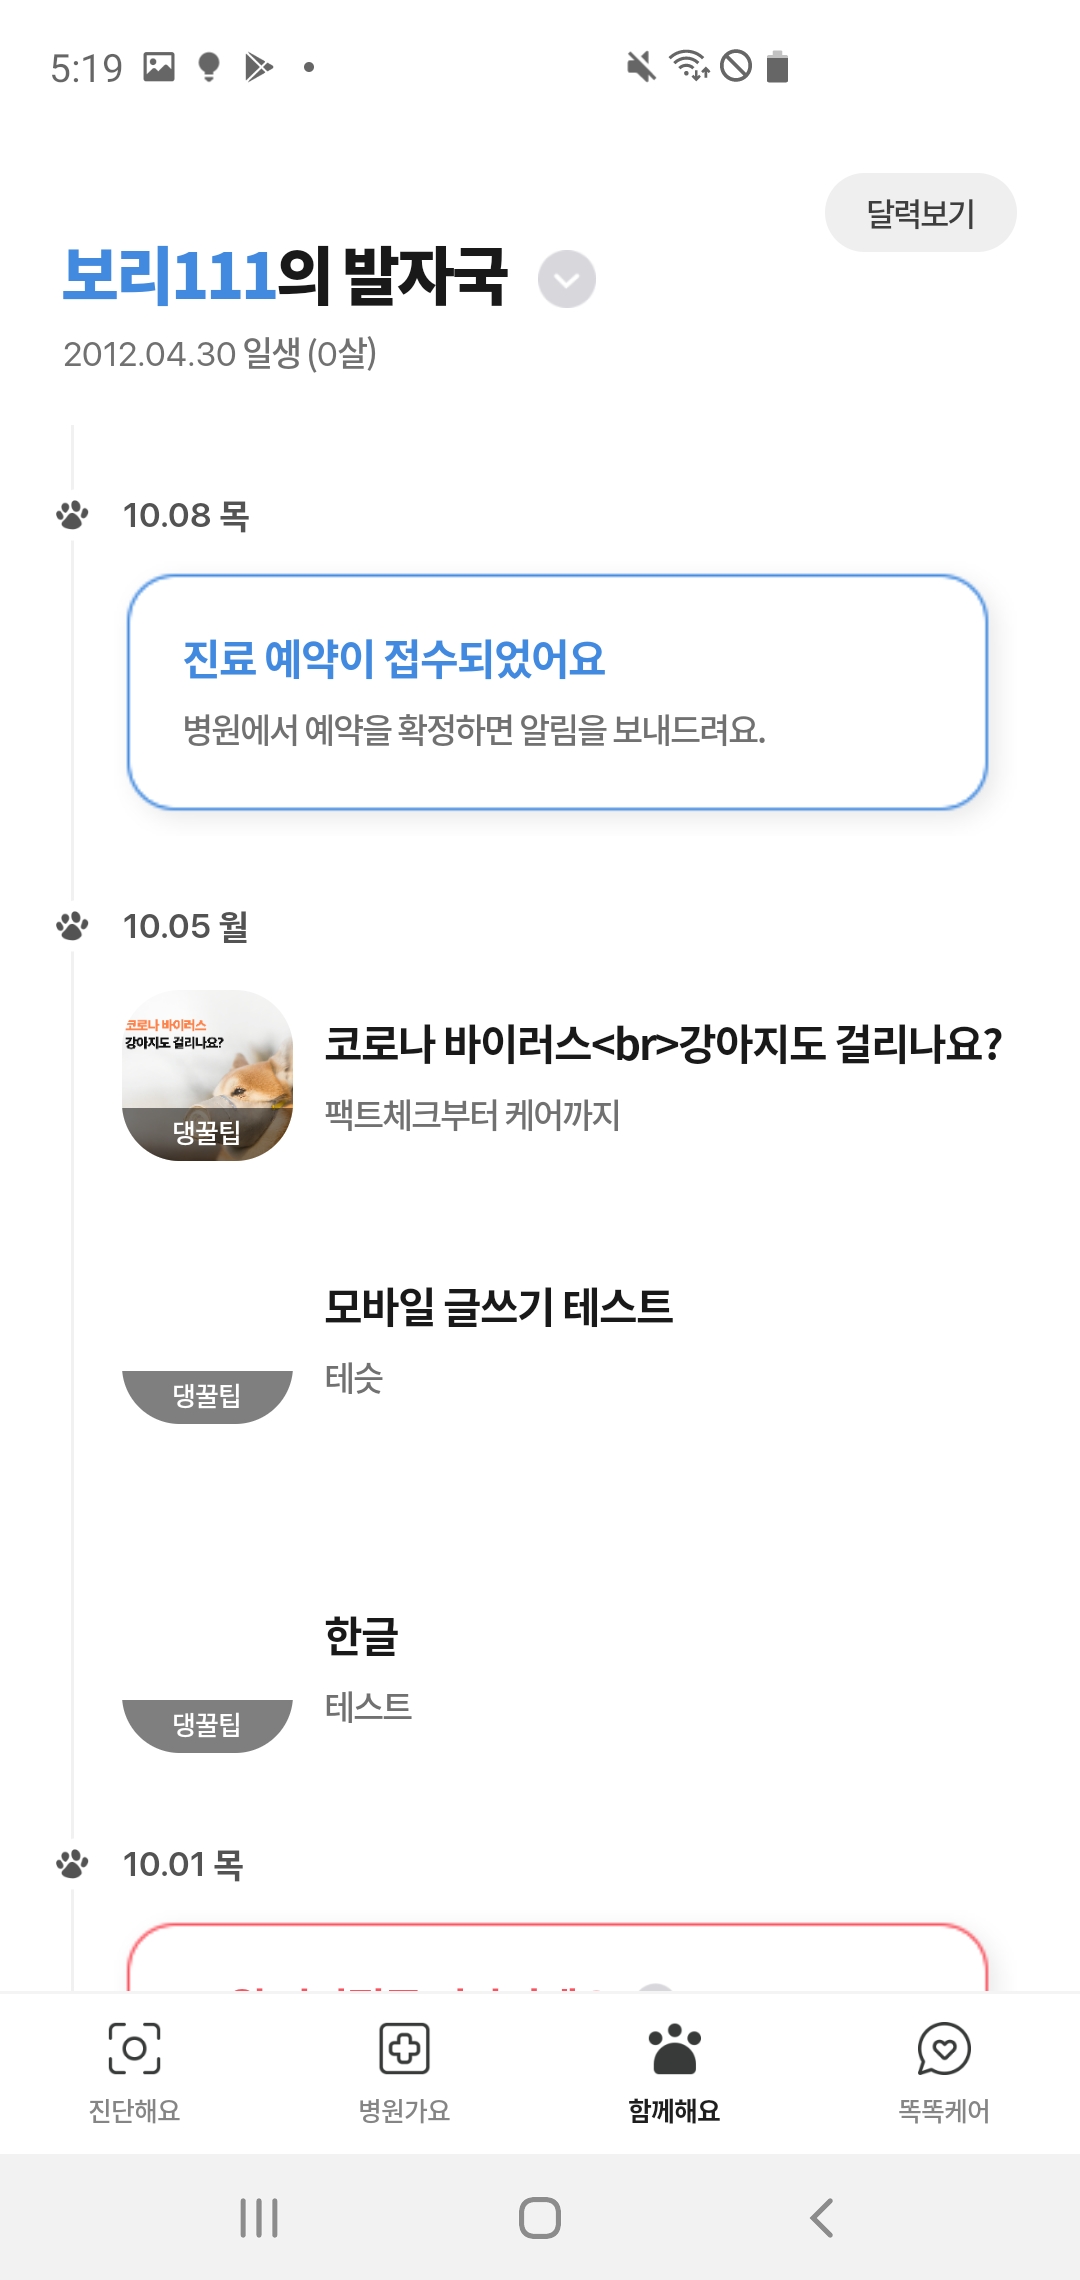 5:19
달력보기
보리111의 발자국
2012.04.30 일생 (0살)
10.08 목
진료 예약이 접수되었어요
병원에서 예약을 확정하면 알림을 보내드려요.
10.05 월
코로나 바이러스
강아지도 걸리나요?
댕꿀팁
코로나 바이러스<br>강아지도 걸리나요?
팩트체크부터 케어까지
모바일 글쓰기 테스트
테슷
댕꿀팁
한글
테스트
댕꿀팁
10.01 목
진단해요
병원가요
함께해요
똑똑케어